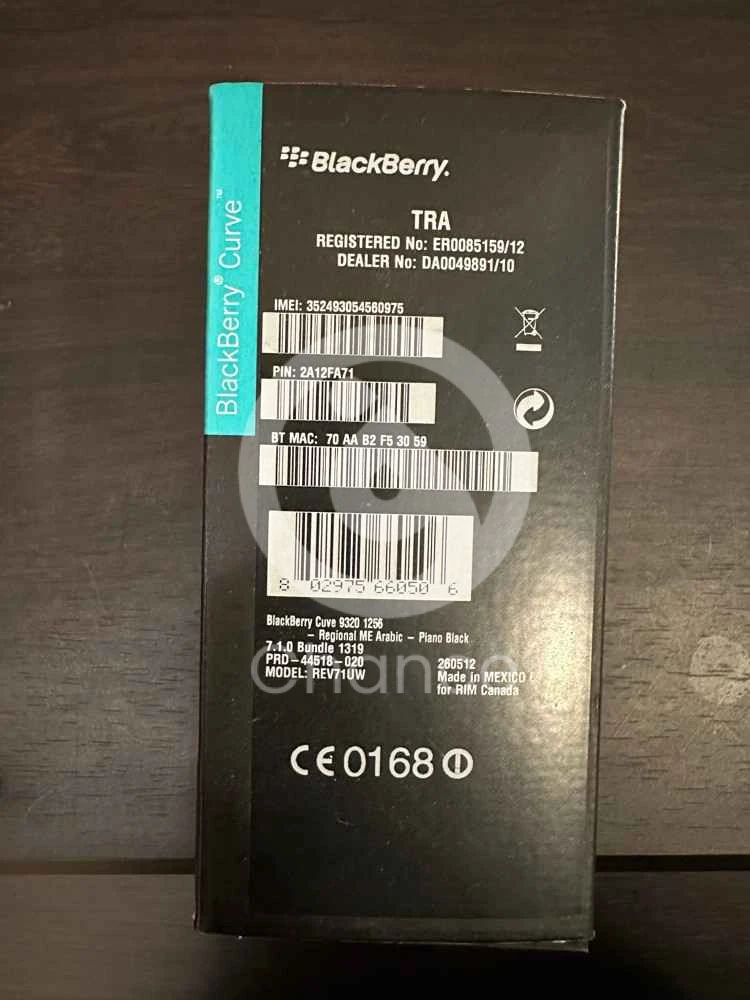 BlackBerry® Curve™
BlackBerry.
TRA
REGISTERED No: ER0085159/12
DEALER No: DA0049891/10
IMEI: 352493054560975
PIN: 2A12FA71
BT MAC: 70 AA B2 F5 30 59
8 02975 66050 6
BlackBerry Cuve 9320 1256
– Regional ME Arabic – Piano Black
7.1.0 Bundle 1319
PRD–44518–020
MODEL: REV71UW
260512
Made in MEXICO
for RIM Canada
CE0168